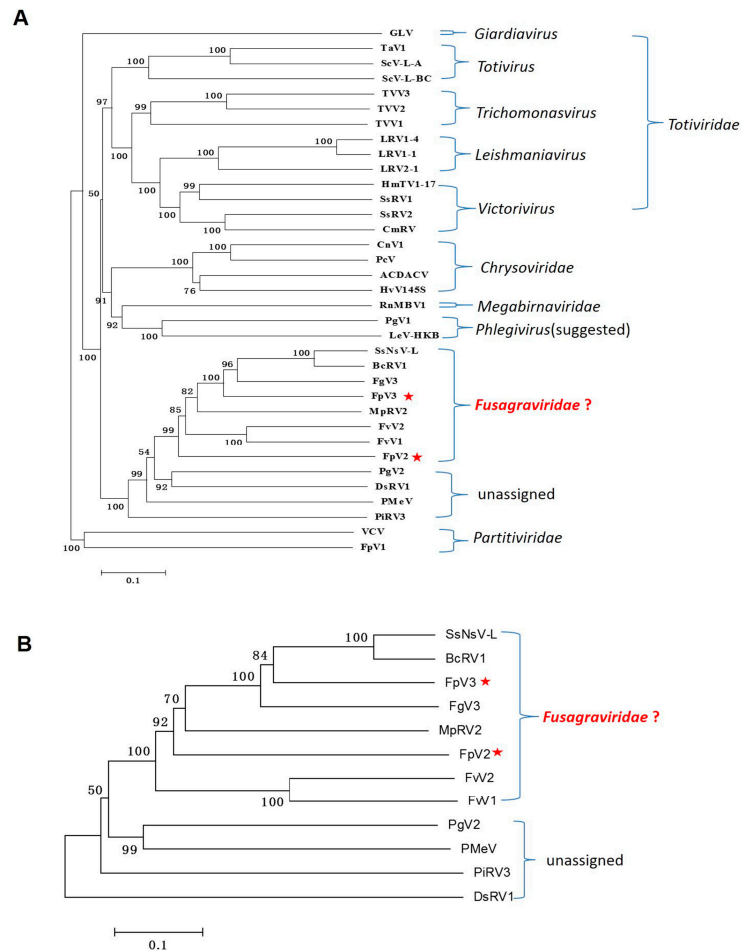 A
GLV
Giardiavirus
TaV1
100
ScV-L-A
Totivirus
100
ScV-L-BC
97
TVV3
100
99
TVV2
Trichomonasvirus
TVV1
Totiviridae
LRV1-4
100
100
LRV1-1
Leishmaniavirus
100
LRV2-1
50
HmTV1-17
99
100
SsRV1
Victorivirus
SsRV2
100
100
CmRV
CnV1
100
PcV
Chrysoviridae
100
ACDACV
91
76
HvV145S
RnMBV1
Megabirnaviridae
92
PgV1
Phlegivirus(suggested)
100
LeV-HKB
100
SsNsV-L
100
96
BcRV1
FgV3
82
100
FpV3
Fusagraviridae ?
85
MpRV2
FvV2
99
100
FvV1
54
FpV2
PgV2
99
92
DsRV1
unassigned
PMeV
100
PiRV3
VCV
Partitiviridae
100
FpV1
0.1
B
SsNsV-L
100
84
BcRV1
100
FpV3
70
FgV3
Fusagraviridae ?
92
MpRV2
100
FpV2
FvV2
50
100
FvV1
PgV2
99
PMeV
unassigned
PiRV3
DsRV1
0.1